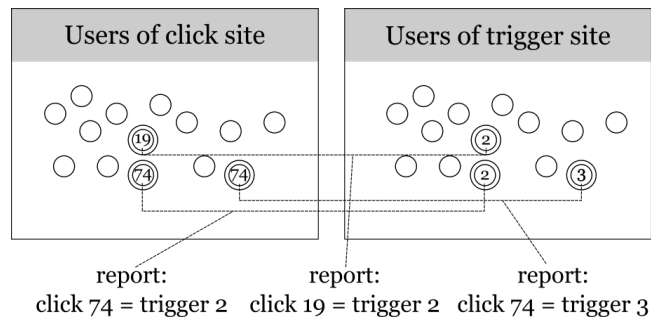 Users of click site
Users of trigger site
19
2
74
74
2
3
report:
click 74 = trigger 2
report:
click 19 = trigger 2
report:
click 74 = trigger 3